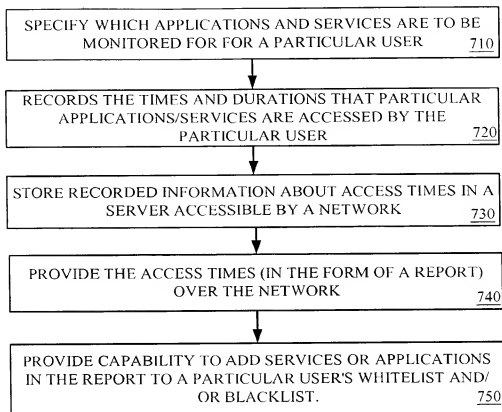 SPECIFY WHICH APPLICATIONS AND SERVICES ARE TO BE
MONITORED FOR FOR A PARTICULAR USER
710
RECORDS THE TIMES AND DURATIONS THAT PARTICULAR
APPLICATIONS/SERVICES ARE ACCESSED BY THE
PARTICULAR USER
720
STORE RECORDED INFORMATION ABOUT ACCESS TIMES IN A
SERVER ACCESSIBLE BY A NETWORK
730
PROVIDE THE ACCESS TIMES (IN THE FORM OF A REPORT)
OVER THE NETWORK
740
PROVIDE CAPABILITY TO ADD SERVICES OR APPLICATIONS
IN THE REPORT TO A PARTICULAR USER'S WHITELIST AND/
OR BLACKLIST.
750